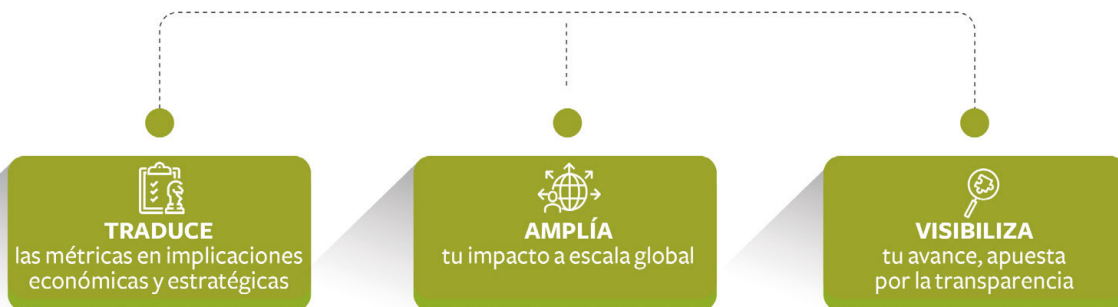 TRADUCE
las métricas en implicaciones
económicas y estratégicas
AMPLÍA
tu impacto a escala global
VISIBILIZA
tu avance, apuesta
por la transparencia